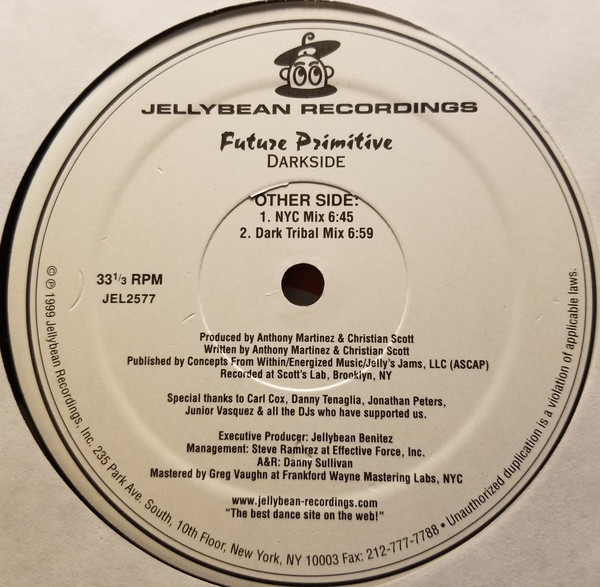 JELLYBEAN RECORDINGS
Future Primitive
DARKSIDE
OTHER SIDE:
1. NYC Mix 6:45
2. Dark Tribal Mix 6:59
33 1/3 RPM
JEL2577
Produced by Anthony Martinez & Christian Scott
Written by Anthony Martinez & Christian Scott
Published by Concepts From Within/Energized Music/Jelly's Jams, LLC (ASCAP)
Recorded at Scott's Lab, Brooklyn, NY
Special thanks to Carl Cox, Danny Tenaglia, Jonathan Peters,
Junior Vasquez & all the DJs who have supported us.
Executive Producer: Jellybean Benitez
Management: Steve Ramirez at Effective Force, Inc.
A&R: Danny Sullivan
Mastered by Greg Vaughn at Frankford Wayne Mastering Labs, NYC
www.jellybean-recordings.com
"The best dance site on the web!"
© ℗ 1999 Jellybean Recordings, Inc. 235 Park Ave. South, 10th Floor, New York, NY 10003 Fax: 212-777-7788 • Unauthorized duplication is a violation of applicable laws.